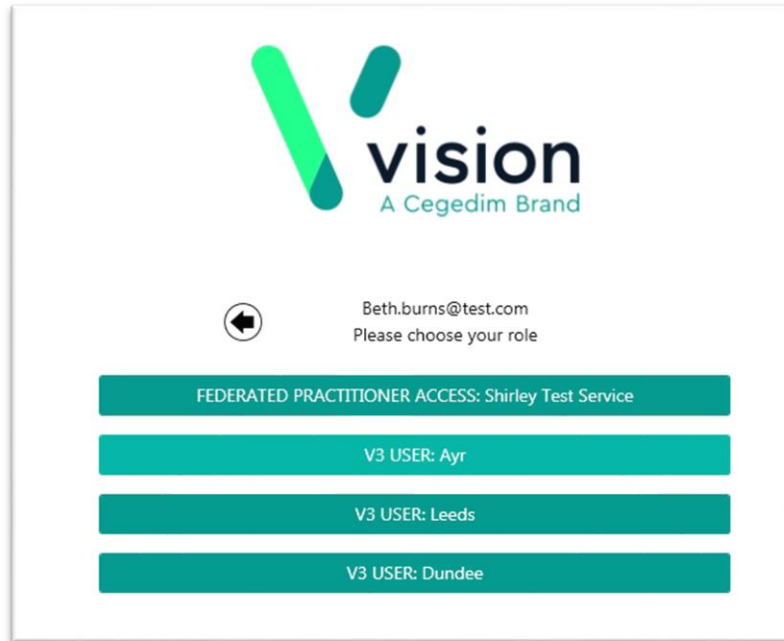 vision
A Cegedim Brand
Beth.burns@test.com
Please choose your role
FEDERATED PRACTITIONER ACCESS: Shirley Test Service
V3 USER: Ayr
V3 USER: Leeds
V3 USER: Dundee